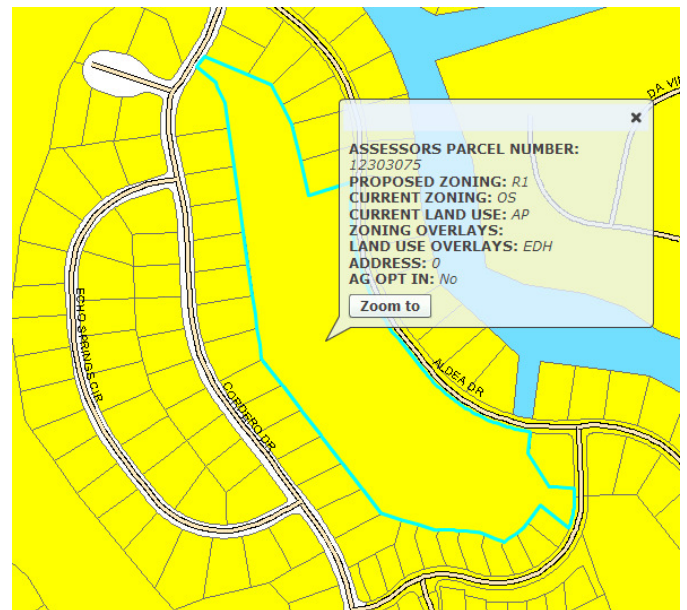 DA VIN
×
ASSESSORS PARCEL NUMBER:
12303075
PROPOSED ZONING: R1
CURRENT ZONING: OS
CURRENT LAND USE: AP
ZONING OVERLAYS:
LAND USE OVERLAYS: EDH
ADDRESS: 0
AG OPT IN: No
Zoom to
ECHO SPRINGS CIR
CORDERO DR
ALDEA DR